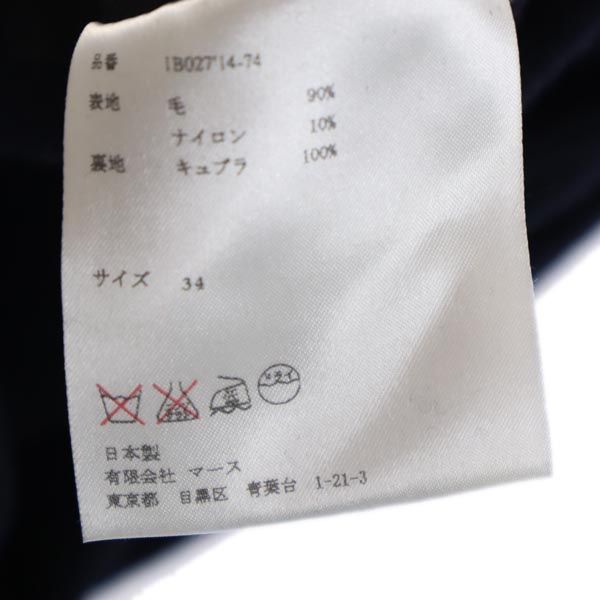 品番 1B027'14-74
表地 毛 90%
ナイロン 10%
裏地 キュプラ 100%
サイズ 34
ドライ
日本製
有限会社 マース
東京都 目黒区 青葉台 1-21-3